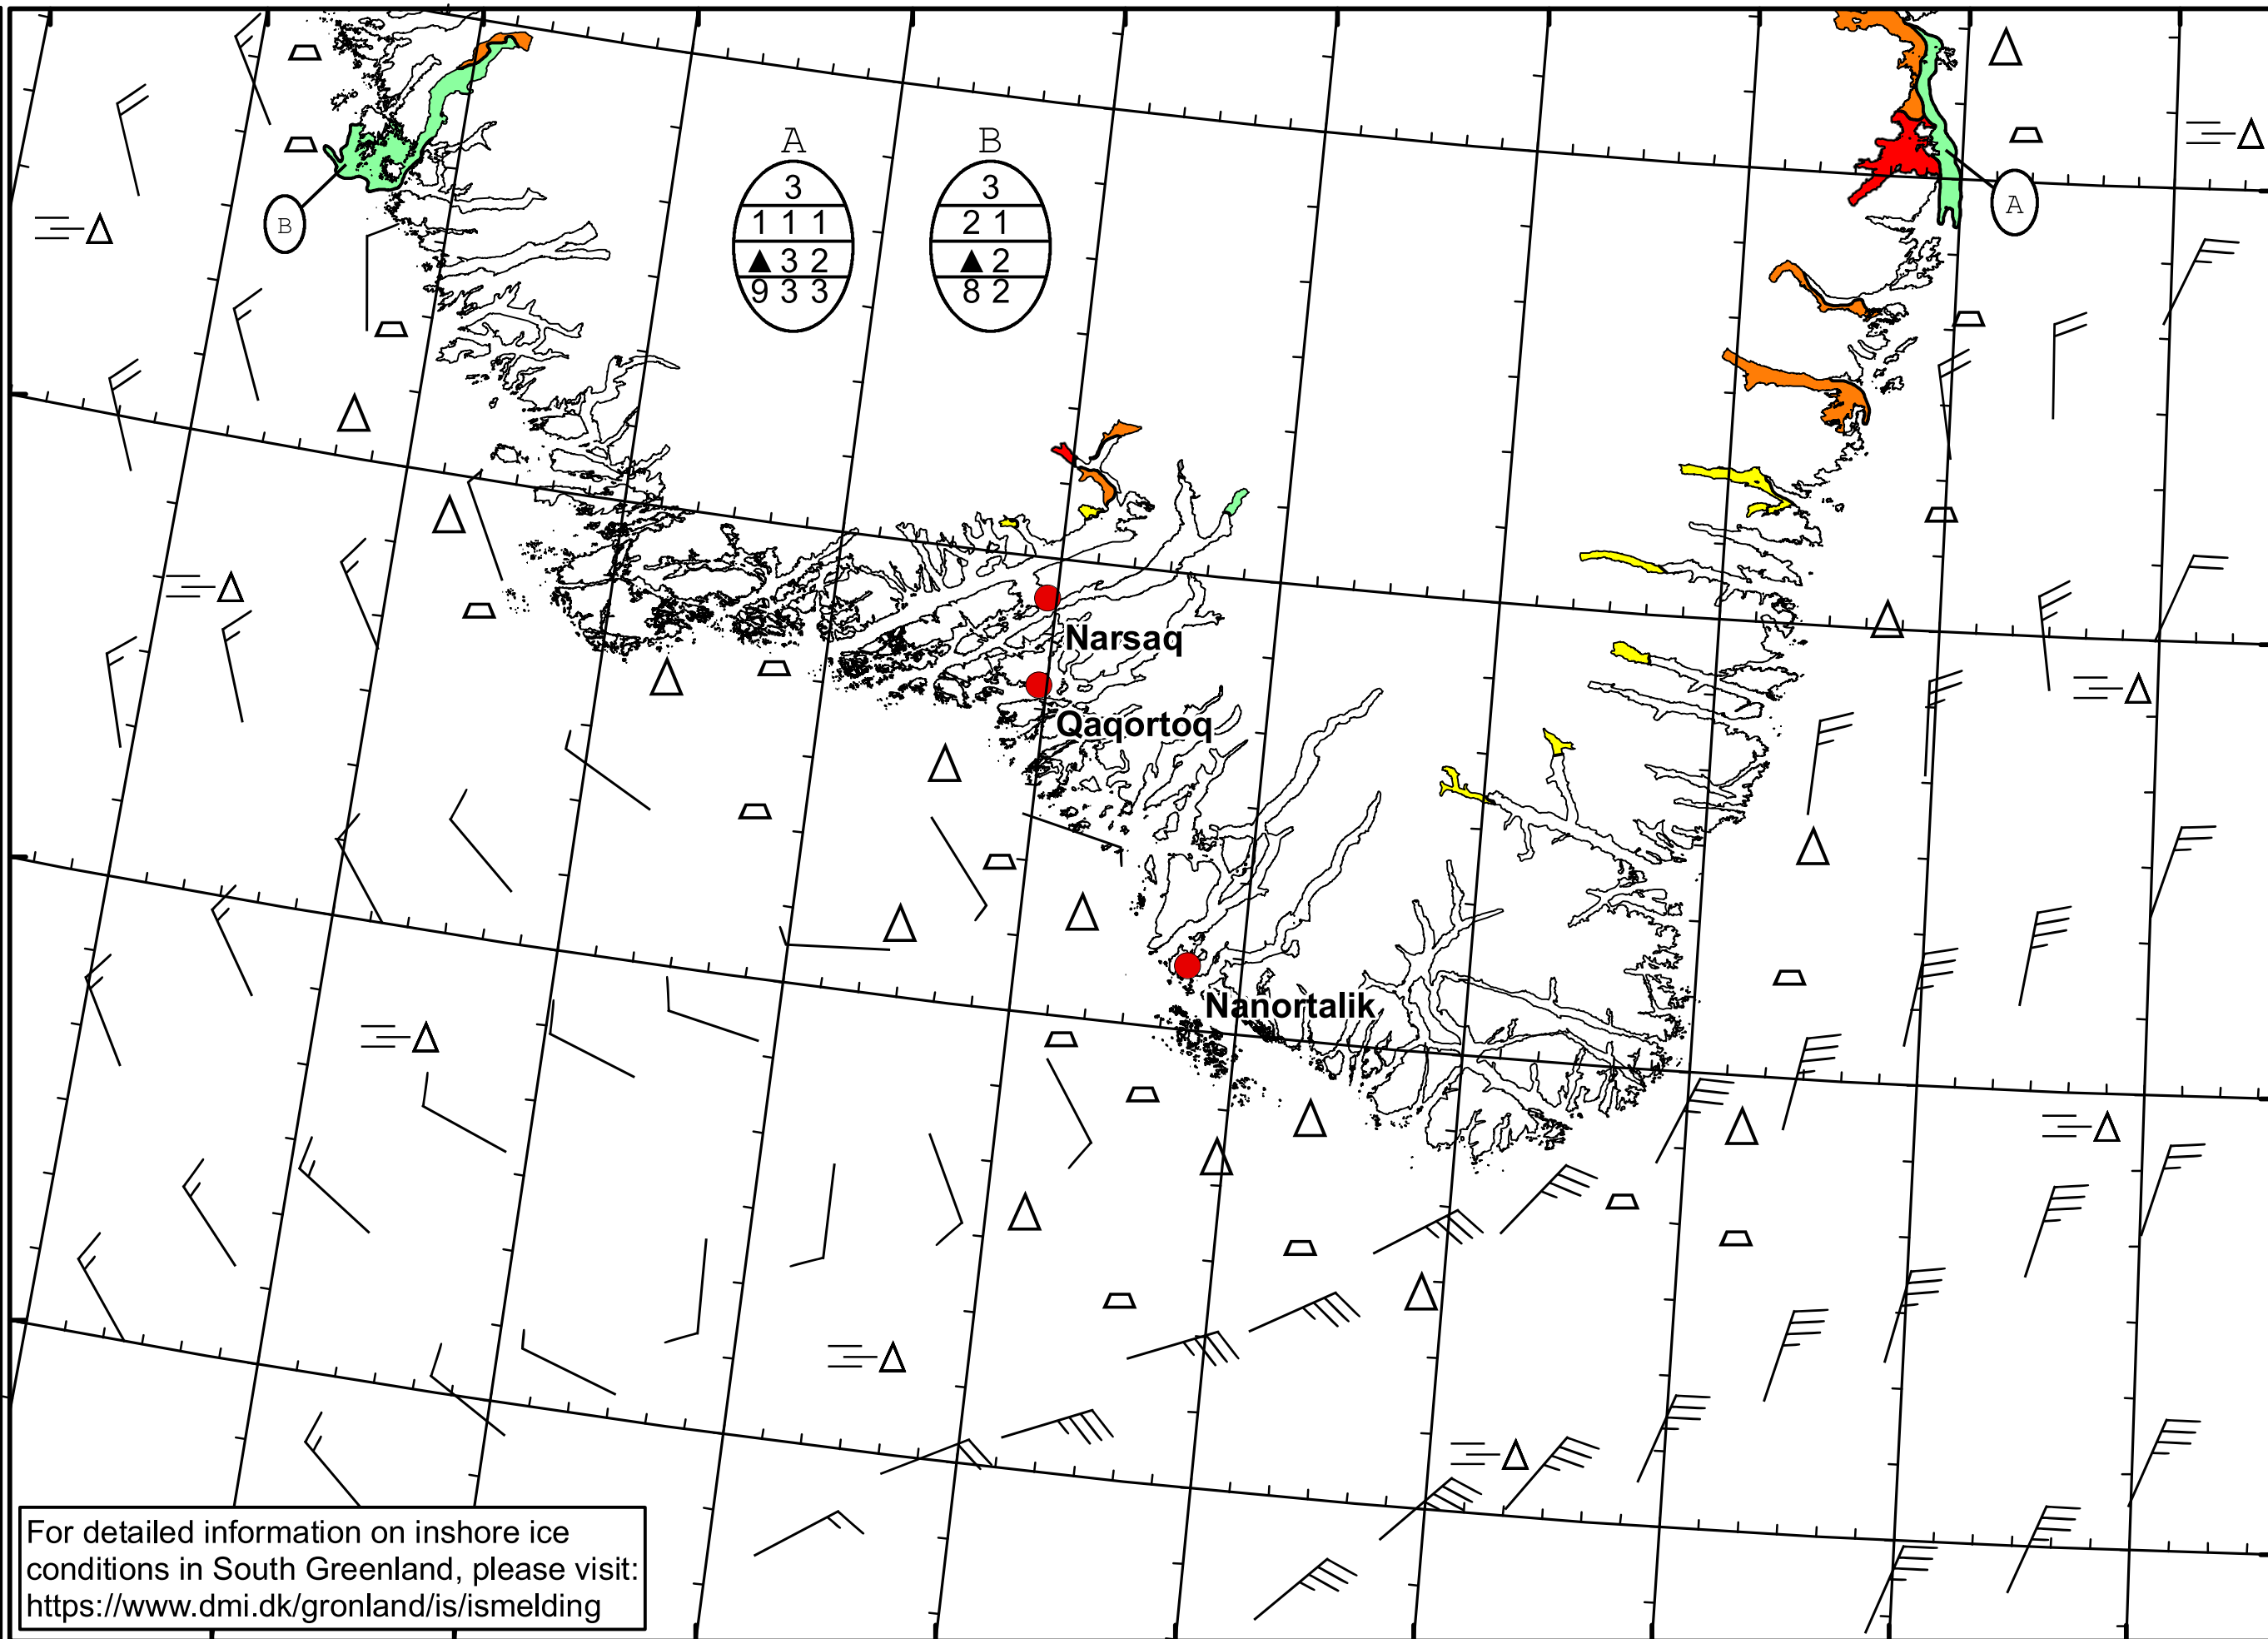 A B
3 3
1 1 1 2 1
▲ 3 2 ▲ 2
9 3 3 8 2
B
A
Narsaq
Qaqortoq
Nanortalik
For detailed information on inshore ice
conditions in South Greenland, please visit:
https://www.dmi.dk/gronland/is/ismelding